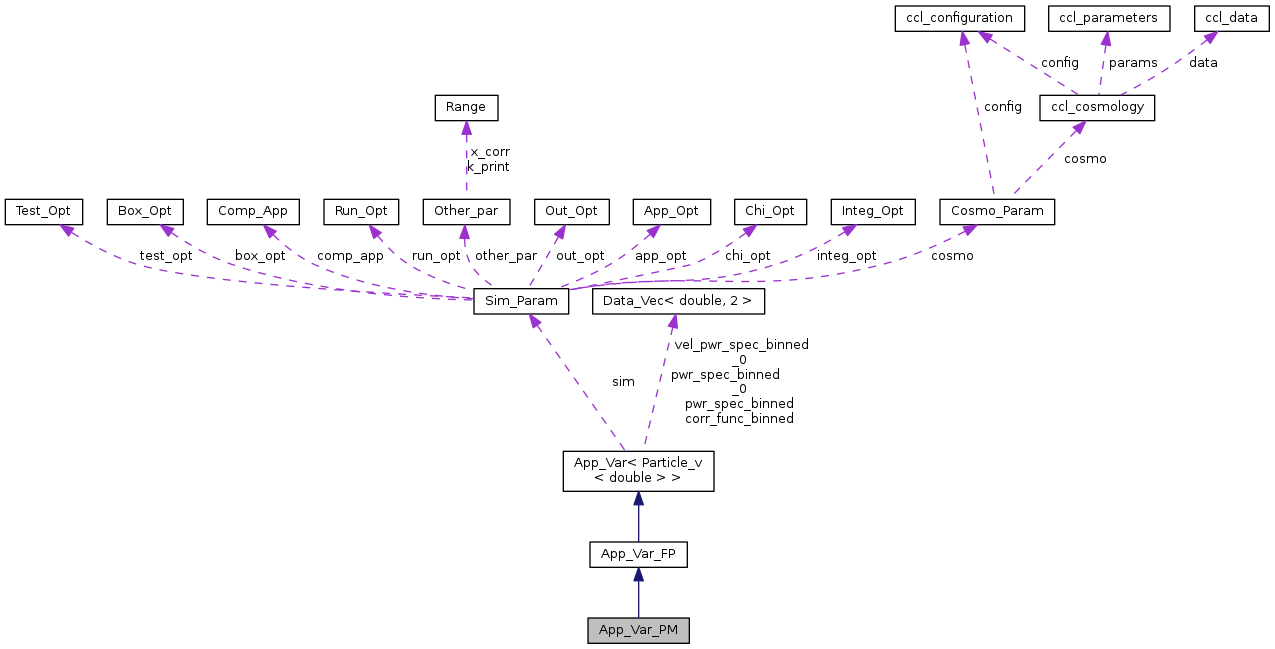 ccl_configuration
ccl_parameters
ccl_data
config
params
data
Range
config
ccl_cosmology
x_corr
k_print
cosmo
Test_Opt
Box_Opt
Comp_App
Run_Opt
Other_par
Out_Opt
App_Opt
Chi_Opt
Integ_Opt
Cosmo_Param
test_opt
box_opt
comp_app
run_opt
other_par
out_opt
app_opt
chi_opt
integ_opt
cosmo
Sim_Param
Data_Vec< double, 2 >
sim
vel_pwr_spec_binned
_0
pwr_spec_binned
_0
pwr_spec_binned
corr_func_binned
App_Var< Particle_v
< double > >
App_Var_FP
App_Var_PM